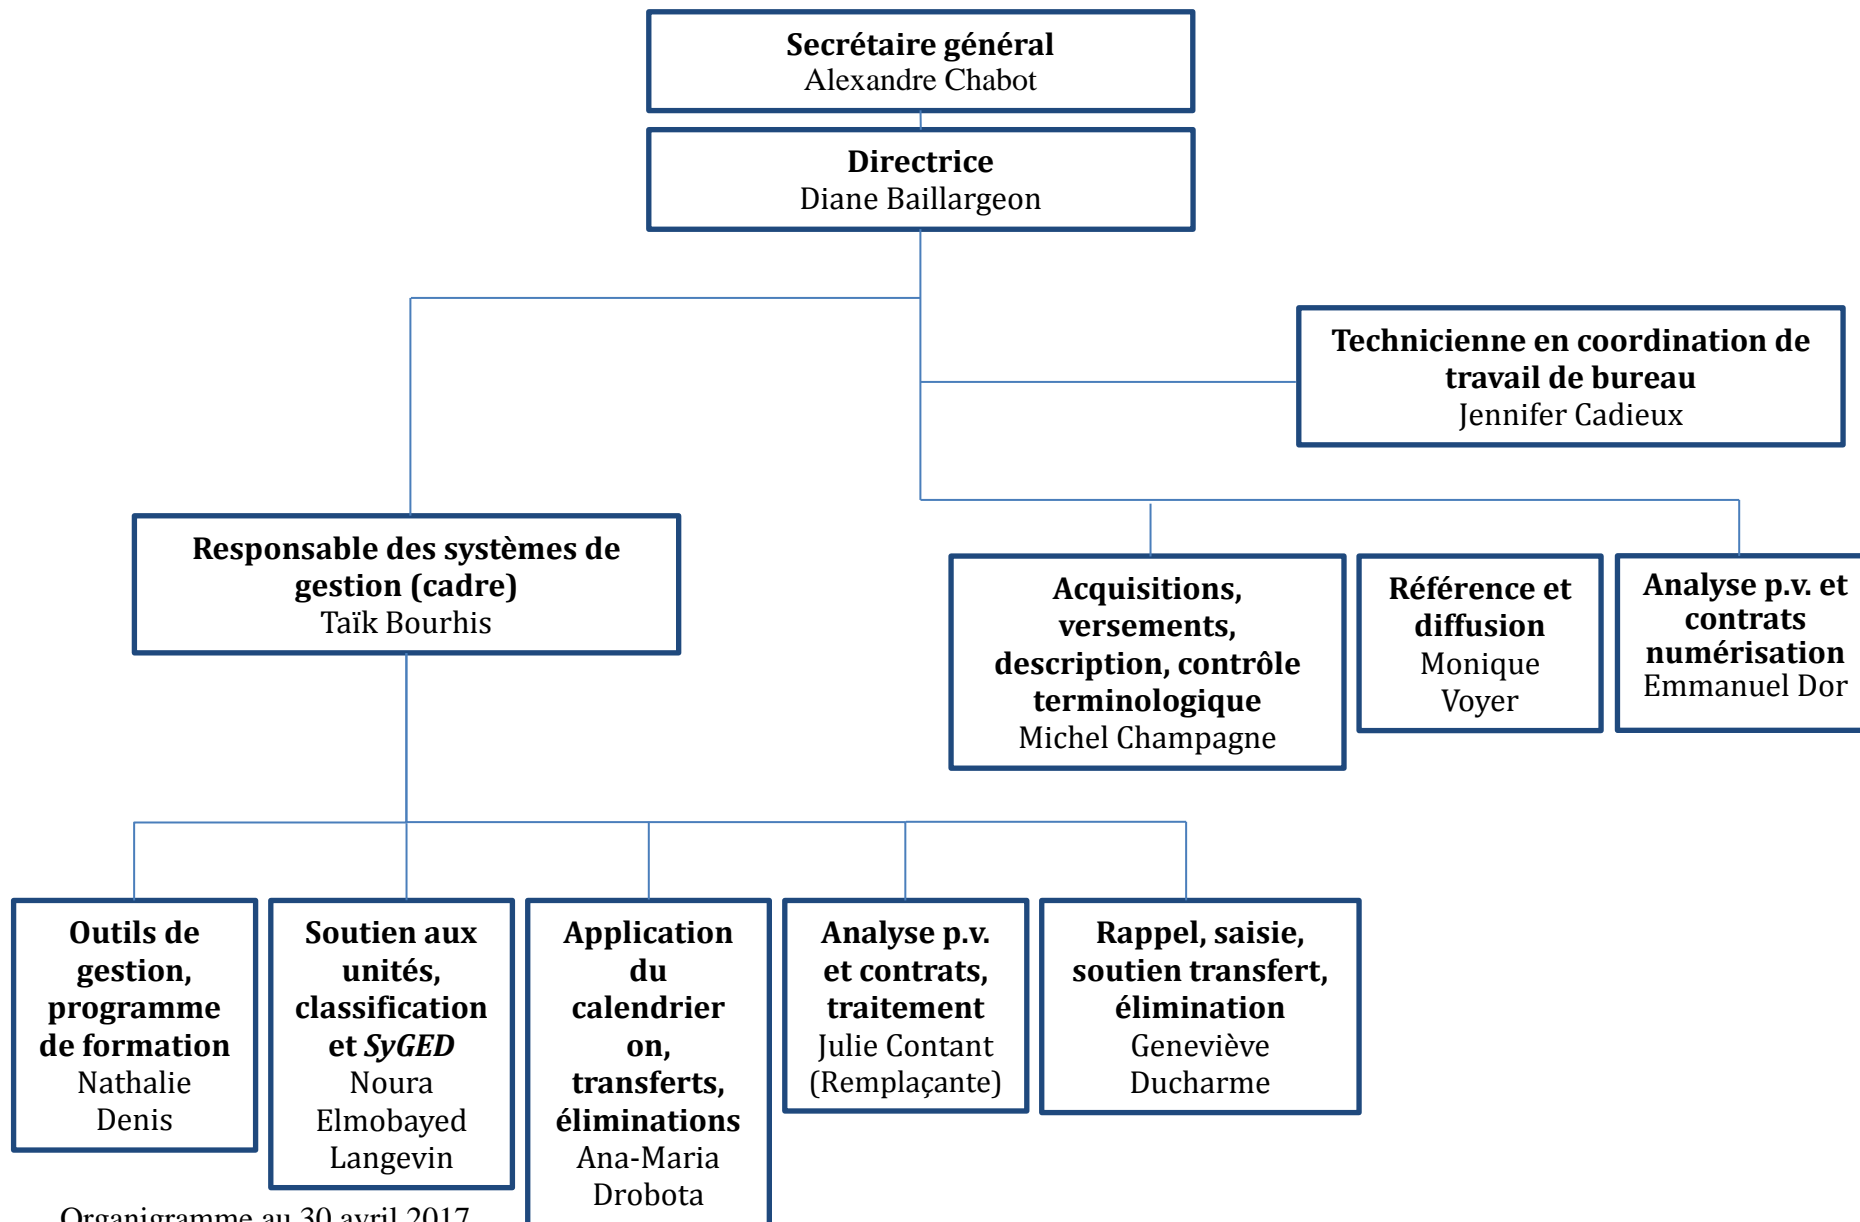 Secrétaire général
Alexandre Chabot
Directrice
Diane Baillargeon
Technicienne en coordination de
travail de bureau
Jennifer Cadieux
Responsable des systèmes de
gestion (cadre)
Taïk Bourhis
Acquisitions,
versements,
description, contrôle
terminologique
Michel Champagne
Référence et
diffusion
Monique
Voyer
Analyse p.v. et
contrats
numérisation
Emmanuel Dor
Outils de
gestion,
programme
de formation
Nathalie
Denis
Soutien aux
unités,
classification
et SyGED
Noura
Elmobayed
Langevin
Application
du
calendrier
on,
transferts,
éliminations
Ana-Maria
Drobota
Analyse p.v.
et contrats,
traitement
Julie Contant
(Remplaçante)
Rappel, saisie,
soutien transfert,
élimination
Geneviève
Ducharme
Organigramme au 30 avril 2017